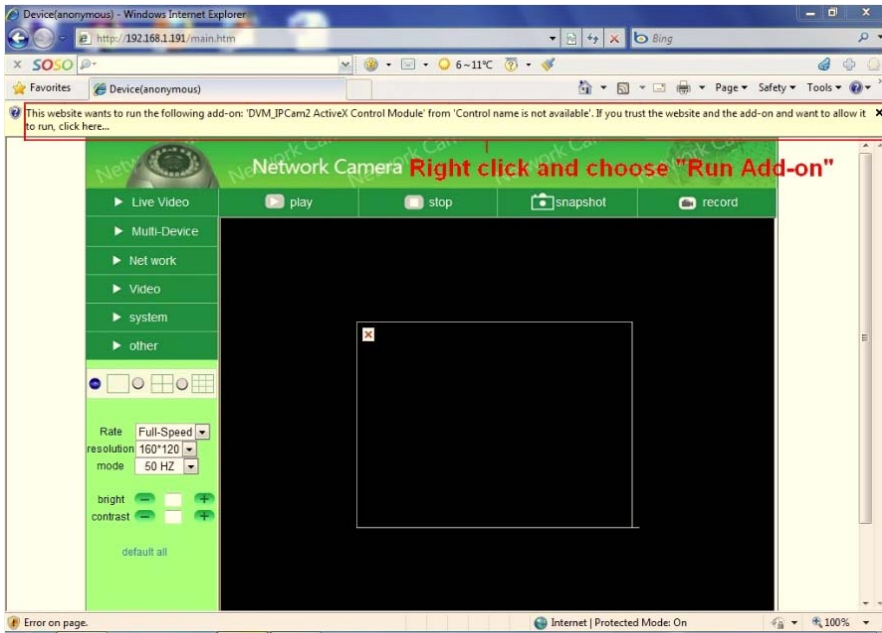 Device(anonymous) - Windows Internet Explorer
http://192.168.1.191/main.htm
Bing
SOSO
6~11℃
Favorites
Device(anonymous)
Page
Safety
Tools
This website wants to run the following add-on: 'DVM_IPCam2 ActiveX Control Module' from 'Control name is not available'. If you trust the website and the add-on and want to allow it
to run, click here...
Network Camera
Right click and choose "Run Add-on"
Live Video
play
stop
snapshot
record
Multi-Device
Net work
Video
system
other
Rate Full-Speed
resolution 160*120
mode 50 HZ
bright
contrast
default all
Error on page.
Internet | Protected Mode: On
100%